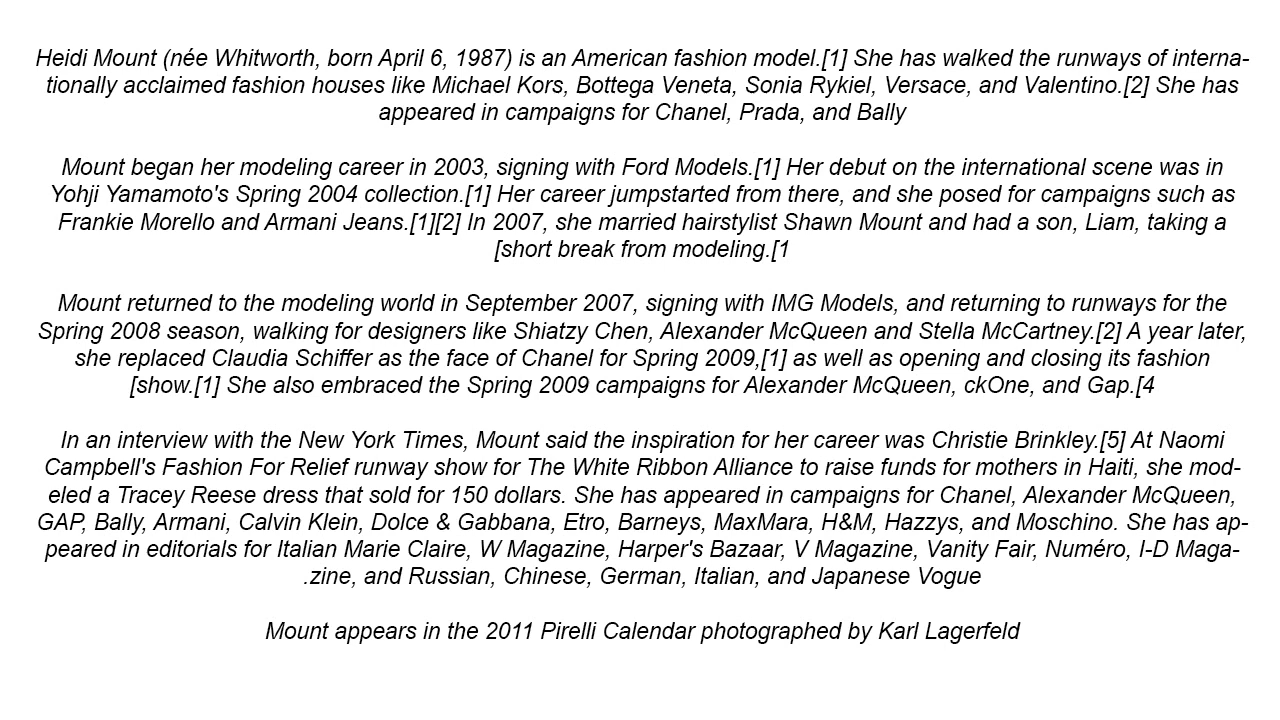 Heidi Mount (née Whitworth, born April 6, 1987) is an American fashion model.[1] She has walked the runways of interna-
tionally acclaimed fashion houses like Michael Kors, Bottega Veneta, Sonia Rykiel, Versace, and Valentino.[2] She has
appeared in campaigns for Chanel, Prada, and Bally
Mount began her modeling career in 2003, signing with Ford Models.[1] Her debut on the international scene was in
Yohji Yamamoto's Spring 2004 collection.[1] Her career jumpstarted from there, and she posed for campaigns such as
Frankie Morello and Armani Jeans.[1][2] In 2007, she married hairstylist Shawn Mount and had a son, Liam, taking a
[short break from modeling.[1
Mount returned to the modeling world in September 2007, signing with IMG Models, and returning to runways for the
Spring 2008 season, walking for designers like Shiatzy Chen, Alexander McQueen and Stella McCartney.[2] A year later,
she replaced Claudia Schiffer as the face of Chanel for Spring 2009,[1] as well as opening and closing its fashion
[show.[1] She also embraced the Spring 2009 campaigns for Alexander McQueen, ckOne, and Gap.[4
In an interview with the New York Times, Mount said the inspiration for her career was Christie Brinkley.[5] At Naomi
Campbell's Fashion For Relief runway show for The White Ribbon Alliance to raise funds for mothers in Haiti, she mod-
eled a Tracey Reese dress that sold for 150 dollars. She has appeared in campaigns for Chanel, Alexander McQueen,
GAP, Bally, Armani, Calvin Klein, Dolce & Gabbana, Etro, Barneys, MaxMara, H&M, Hazzys, and Moschino. She has ap-
peared in editorials for Italian Marie Claire, W Magazine, Harper's Bazaar, V Magazine, Vanity Fair, Numéro, I-D Maga-
.zine, and Russian, Chinese, German, Italian, and Japanese Vogue
Mount appears in the 2011 Pirelli Calendar photographed by Karl Lagerfeld